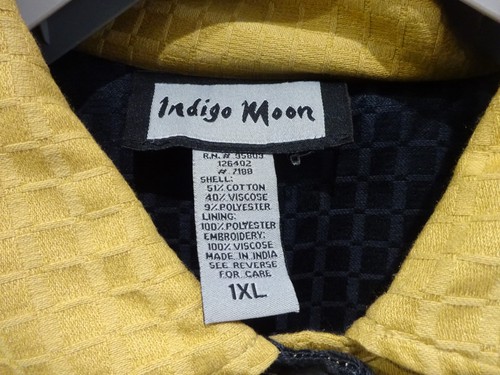 Indigo Moon
R.N. # 95809
126402
# 7188
SHELL:
51% COTTON
40% VISCOSE
9% POLYESTER
LINING:
100% POLYESTER
EMBROIDERY:
100% VISCOSE
MADE IN INDIA
SEE REVERSE
FOR CARE
1XL